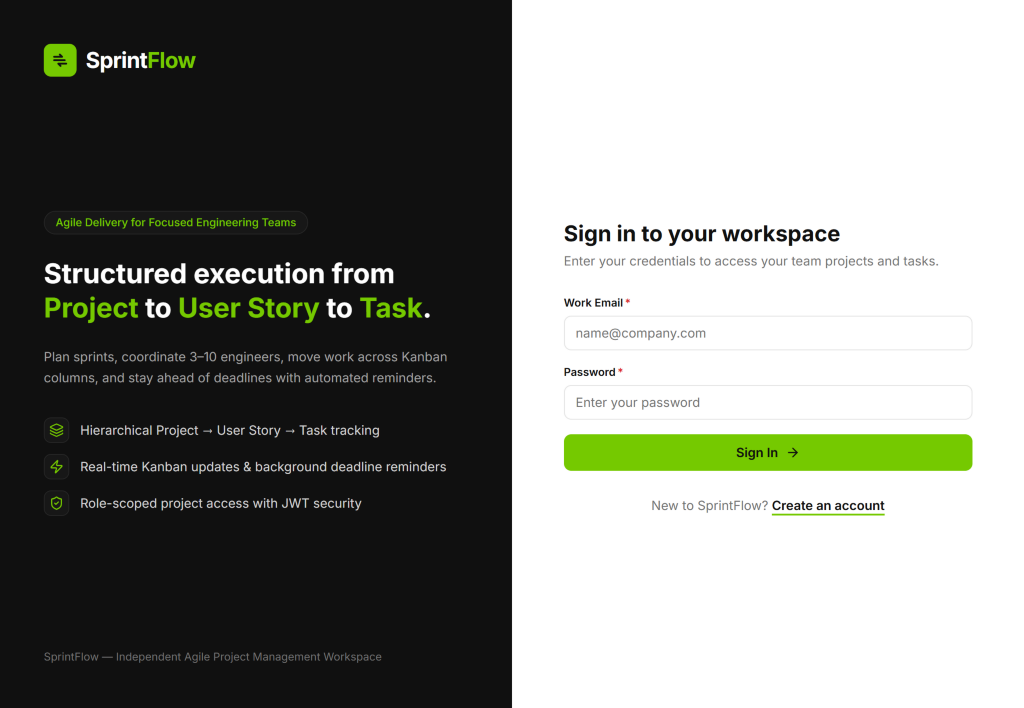 SprintFlow
Agile Delivery for Focused Engineering Teams
Structured execution from
Project to User Story to Task.
Plan sprints, coordinate 3–10 engineers, move work across Kanban
columns, and stay ahead of deadlines with automated reminders.
Hierarchical Project → User Story → Task tracking
Real-time Kanban updates & background deadline reminders
Role-scoped project access with JWT security
SprintFlow — Independent Agile Project Management Workspace
Sign in to your workspace
Enter your credentials to access your team projects and tasks.
Work Email *
name@company.com
Password *
Enter your password
Sign In →
New to SprintFlow? Create an account